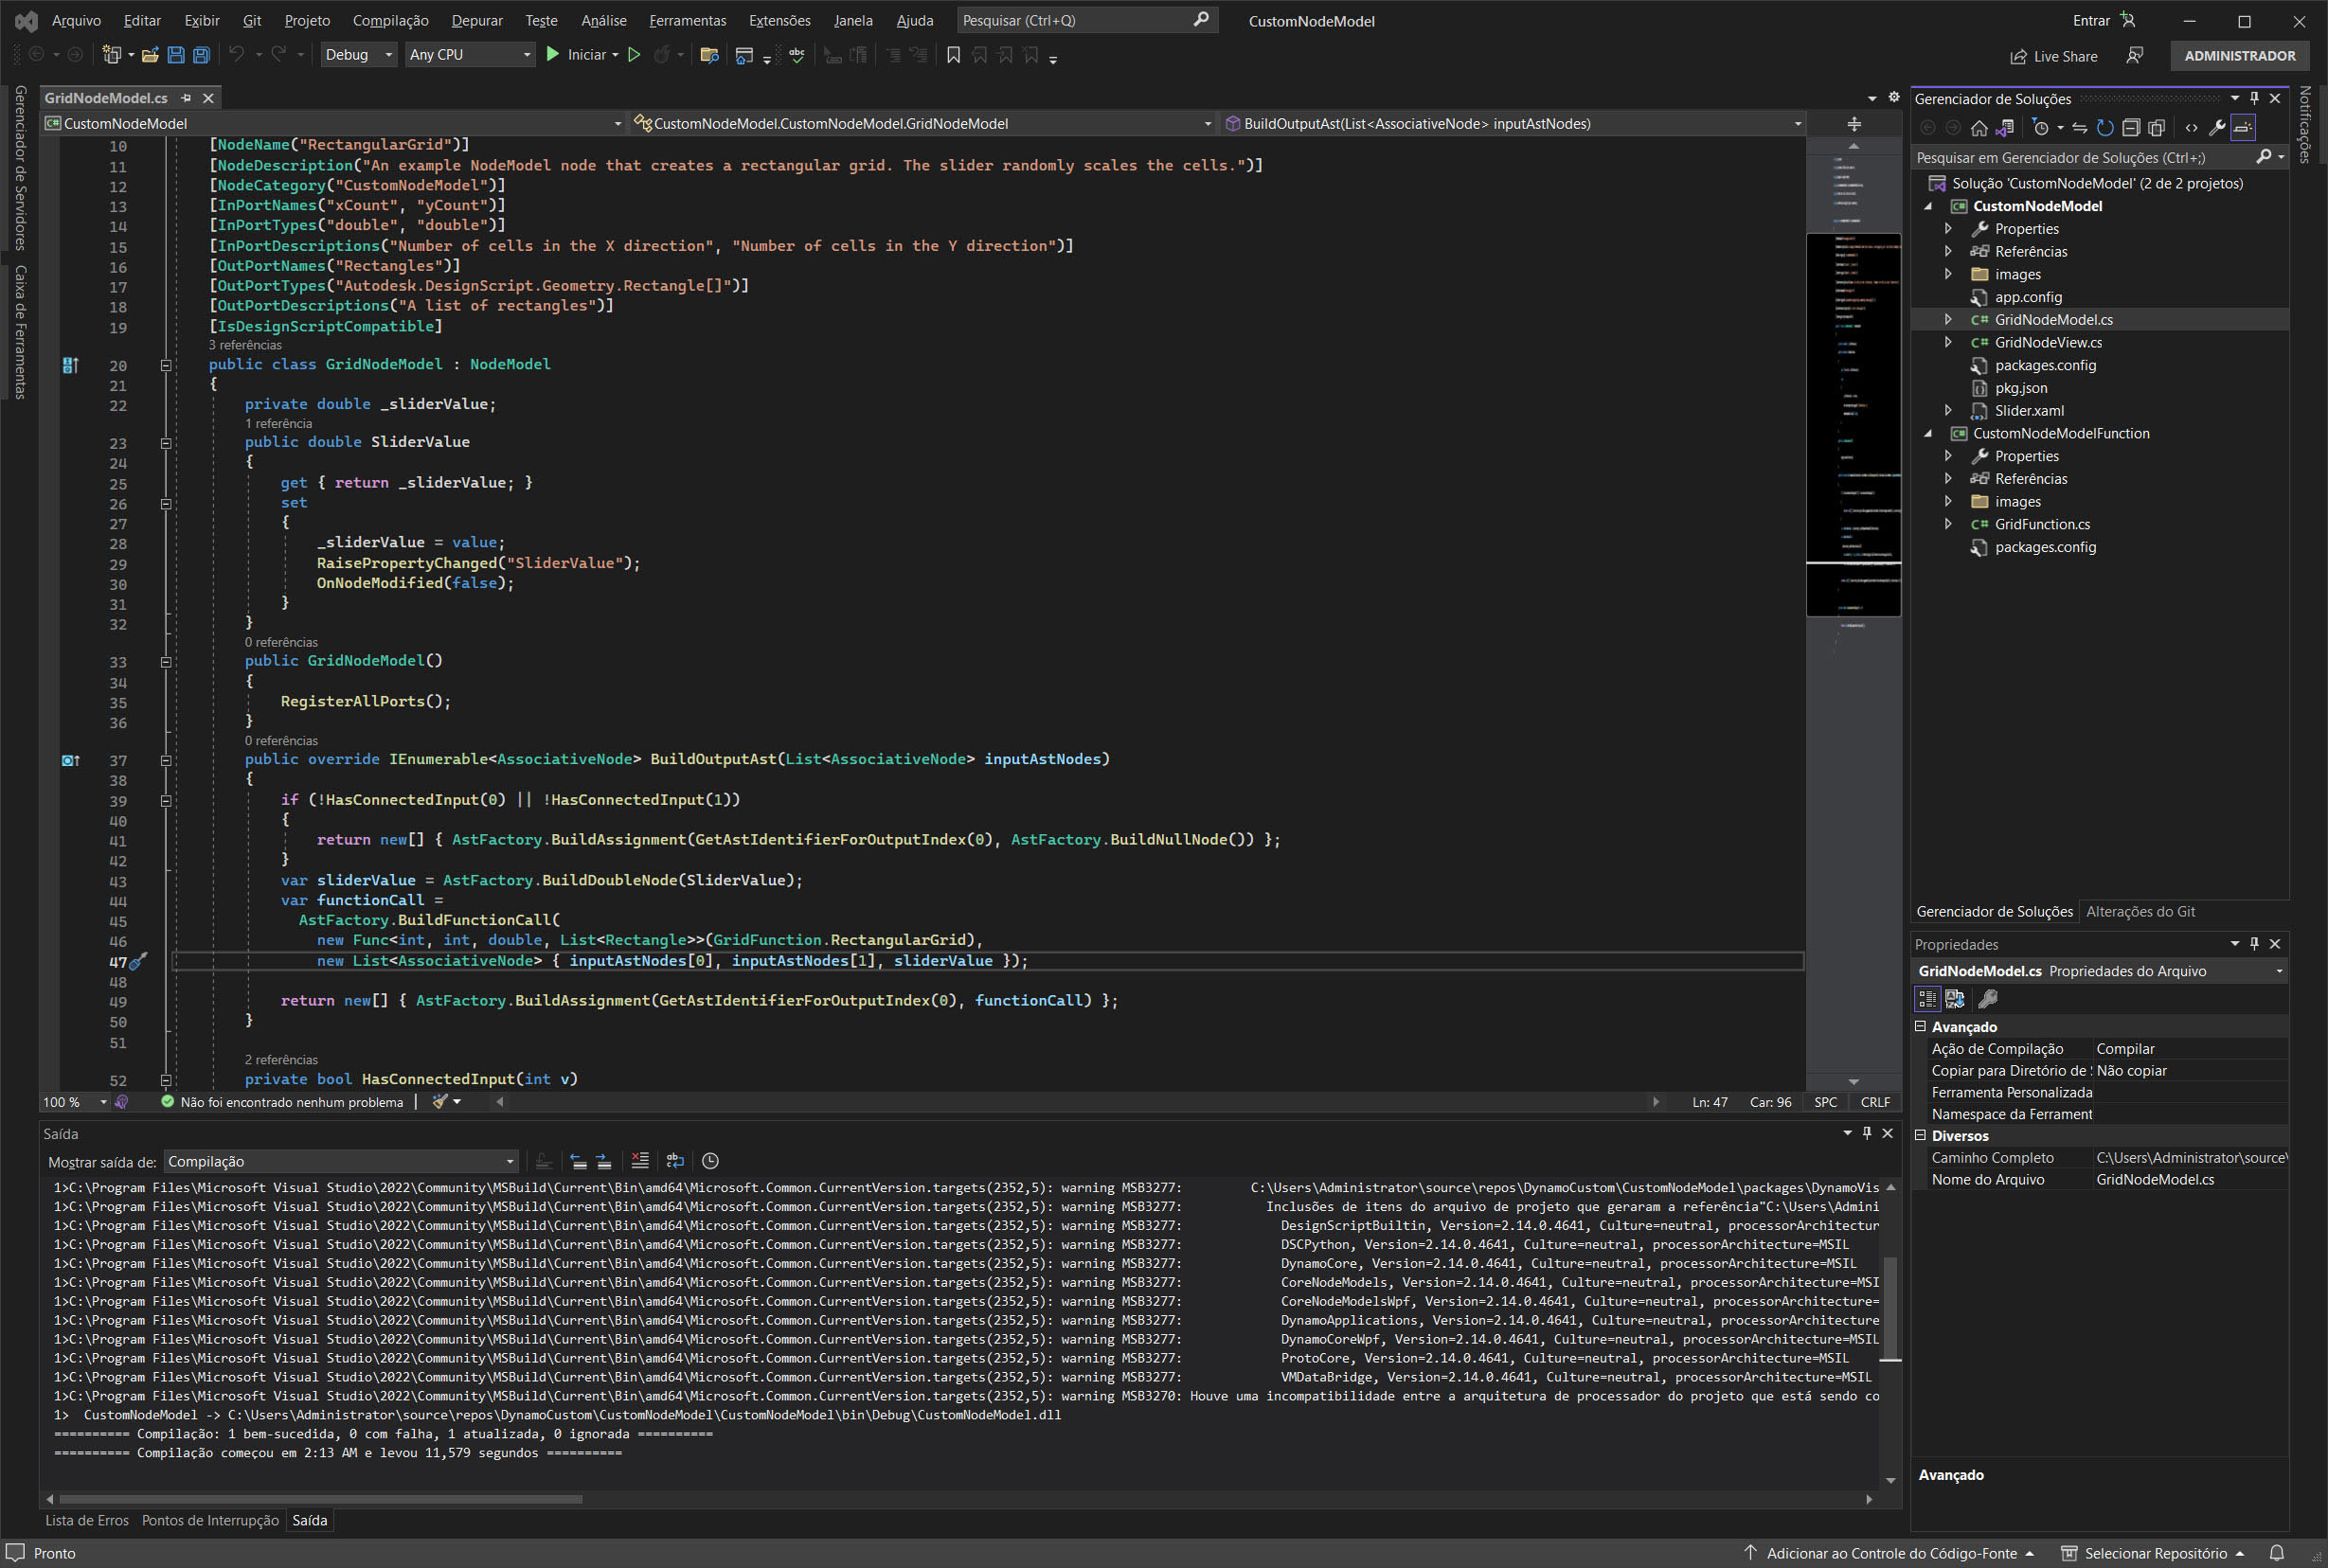 Arquivo Editar Exibir Git Projeto Compilação Depurar Teste Análise Ferramentas Extensões Janela Ajuda Pesquisar (Ctrl+Q) CustomNodeModel Entrar
Debug Any CPU Iniciar Live Share ADMINISTRADOR
Gerenciador de Servidores
Caixa de Ferramentas
GridNodeModel.cs
CustomNodeModel CustomNodeModel.CustomNodeModel.GridNodeModel BuildOutputAst(List<AssociativeNode> inputAstNodes)
10 [NodeName("RectangularGrid")]
11 [NodeDescription("An example NodeModel node that creates a rectangular grid. The slider randomly scales the cells.")]
12 [NodeCategory("CustomNodeModel")]
13 [InPortNames("xCount", "yCount")]
14 [InPortTypes("double", "double")]
15 [InPortDescriptions("Number of cells in the X direction", "Number of cells in the Y direction")]
16 [OutPortNames("Rectangles")]
17 [OutPortTypes("Autodesk.DesignScript.Geometry.Rectangle[]")]
18 [OutPortDescriptions("A list of rectangles")]
19 [IsDesignScriptCompatible]
3 referências
20 public class GridNodeModel : NodeModel
21 {
22 private double _sliderValue;
1 referência
23 public double SliderValue
24 {
25 get { return _sliderValue; }
26 set
27 {
28 _sliderValue = value;
29 RaisePropertyChanged("SliderValue");
30 OnNodeModified(false);
31 }
32 }
0 referências
33 public GridNodeModel()
34 {
35 RegisterAllPorts();
36 }
0 referências
37 public override IEnumerable<AssociativeNode> BuildOutputAst(List<AssociativeNode> inputAstNodes)
38 {
39 if (!HasConnectedInput(0) || !HasConnectedInput(1))
40 {
41 return new[] { AstFactory.BuildAssignment(GetAstIdentifierForOutputIndex(0), AstFactory.BuildNullNode()) };
42 }
43 var sliderValue = AstFactory.BuildDoubleNode(SliderValue);
44 var functionCall =
45 AstFactory.BuildFunctionCall(
46 new Func<int, int, double, List<Rectangle>>(GridFunction.RectangularGrid),
47 new List<AssociativeNode> { inputAstNodes[0], inputAstNodes[1], sliderValue });
48
49 return new[] { AstFactory.BuildAssignment(GetAstIdentifierForOutputIndex(0), functionCall) };
50 }
51
2 referências
52 private bool HasConnectedInput(int v)
100 % Não foi encontrado nenhum problema Ln: 47 Car: 96 SPC CRLF
Saída
Mostrar saída de: Compilação
1>C:\Program Files\Microsoft Visual Studio\2022\Community\MSBuild\Current\Bin\amd64\Microsoft.Common.CurrentVersion.targets(2352,5): warning MSB3277: C:\Users\Administrator\source\repos\DynamoCustom\CustomNodeModel\packages\DynamoVis
1>C:\Program Files\Microsoft Visual Studio\2022\Community\MSBuild\Current\Bin\amd64\Microsoft.Common.CurrentVersion.targets(2352,5): warning MSB3277: Inclusões de itens do arquivo de projeto que geraram a referência"C:\Users\Admini
1>C:\Program Files\Microsoft Visual Studio\2022\Community\MSBuild\Current\Bin\amd64\Microsoft.Common.CurrentVersion.targets(2352,5): warning MSB3277: DesignScriptBuiltin, Version=2.14.0.4641, Culture=neutral, processorArchitectur
1>C:\Program Files\Microsoft Visual Studio\2022\Community\MSBuild\Current\Bin\amd64\Microsoft.Common.CurrentVersion.targets(2352,5): warning MSB3277: DSCPython, Version=2.14.0.4641, Culture=neutral, processorArchitecture=MSIL
1>C:\Program Files\Microsoft Visual Studio\2022\Community\MSBuild\Current\Bin\amd64\Microsoft.Common.CurrentVersion.targets(2352,5): warning MSB3277: DynamoCore, Version=2.14.0.4641, Culture=neutral, processorArchitecture=MSIL
1>C:\Program Files\Microsoft Visual Studio\2022\Community\MSBuild\Current\Bin\amd64\Microsoft.Common.CurrentVersion.targets(2352,5): warning MSB3277: CoreNodeModels, Version=2.14.0.4641, Culture=neutral, processorArchitecture=MSI
1>C:\Program Files\Microsoft Visual Studio\2022\Community\MSBuild\Current\Bin\amd64\Microsoft.Common.CurrentVersion.targets(2352,5): warning MSB3277: CoreNodeModelsWpf, Version=2.14.0.4641, Culture=neutral, processorArchitecture=
1>C:\Program Files\Microsoft Visual Studio\2022\Community\MSBuild\Current\Bin\amd64\Microsoft.Common.CurrentVersion.targets(2352,5): warning MSB3277: DynamoApplications, Version=2.14.0.4641, Culture=neutral, processorArchitecture
1>C:\Program Files\Microsoft Visual Studio\2022\Community\MSBuild\Current\Bin\amd64\Microsoft.Common.CurrentVersion.targets(2352,5): warning MSB3277: DynamoCoreWpf, Version=2.14.0.4641, Culture=neutral, processorArchitecture=MSIL
1>C:\Program Files\Microsoft Visual Studio\2022\Community\MSBuild\Current\Bin\amd64\Microsoft.Common.CurrentVersion.targets(2352,5): warning MSB3277: ProtoCore, Version=2.14.0.4641, Culture=neutral, processorArchitecture=MSIL
1>C:\Program Files\Microsoft Visual Studio\2022\Community\MSBuild\Current\Bin\amd64\Microsoft.Common.CurrentVersion.targets(2352,5): warning MSB3277: VMDataBridge, Version=2.14.0.4641, Culture=neutral, processorArchitecture=MSIL
1>C:\Program Files\Microsoft Visual Studio\2022\Community\MSBuild\Current\Bin\amd64\Microsoft.Common.CurrentVersion.targets(2352,5): warning MSB3270: Houve uma incompatibilidade entre a arquitetura de processador do projeto que está sendo co
1> CustomNodeModel -> C:\Users\Administrator\source\repos\DynamoCustom\CustomNodeModel\CustomNodeModel\bin\Debug\CustomNodeModel.dll
========== Compilação: 1 bem-sucedida, 0 com falha, 1 atualizada, 0 ignorada ==========
========== Compilação começou em 2:13 AM e levou 11,579 segundos ==========
Lista de Erros Pontos de Interrupção Saída
Gerenciador de Soluções
Pesquisar em Gerenciador de Soluções (Ctrl+;)
Solução 'CustomNodeModel' (2 de 2 projetos)
CustomNodeModel
Properties
Referências
images
app.config
GridNodeModel.cs
GridNodeView.cs
packages.config
pkg.json
Slider.xaml
CustomNodeModelFunction
Properties
Referências
images
GridFunction.cs
packages.config
Gerenciador de Soluções Alterações do Git
Propriedades
GridNodeModel.cs Propriedades do Arquivo
Avançado
Ação de Compilação Compilar
Copiar para Diretório de Não copiar
Ferramenta Personalizada
Namespace da Ferrament
Diversos
Caminho Completo C:\Users\Administrator\source\
Nome do Arquivo GridNodeModel.cs
Avançado
Notificações
Pronto Adicionar ao Controle do Código-Fonte Selecionar Repositório